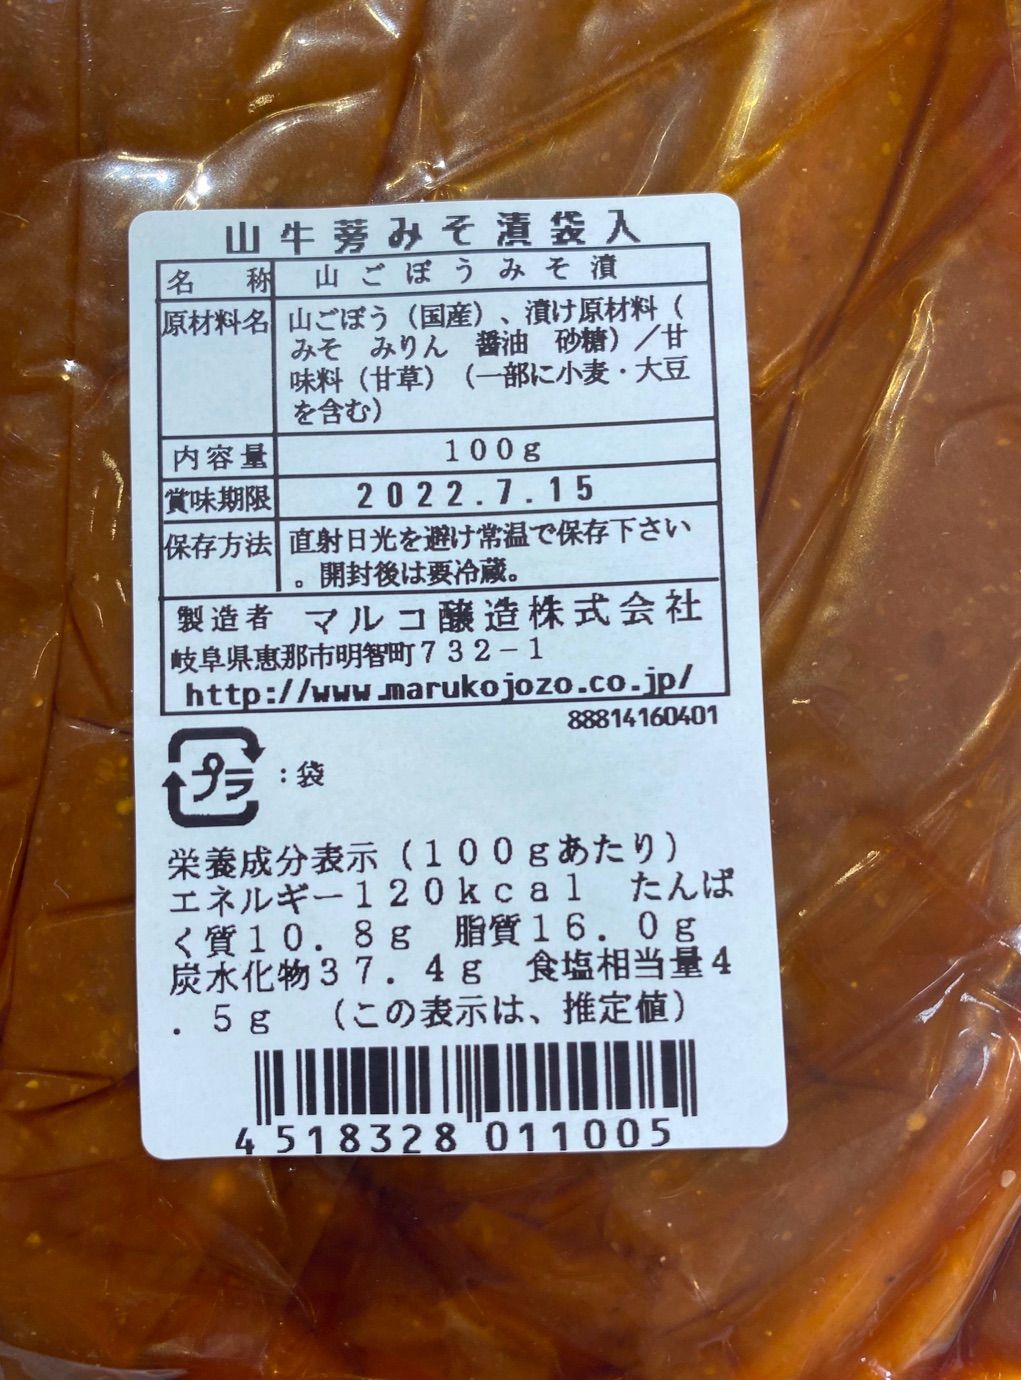 山牛蒡みそ漬袋入
名　称　山ごぼうみそ漬
原材料名　山ごぼう（国産）、漬け原材料（
みそ　みりん　醤油　砂糖）／甘
味料（甘草）（一部に小麦・大豆
を含む）
内容量　100g
賞味期限　2022.7.15
保存方法　直射日光を避け常温で保存下さい
。開封後は要冷蔵。
製造者　マルコ醸造株式会社
岐阜県恵那市明智町732－1
http://www.marukojozo.co.jp/
88814160401
プラ：袋
栄養成分表示（100gあたり）
エネルギー120kcal　たんぱ
く質10.8g　脂質16.0g
炭水化物37.4g　食塩相当量4
.5g　（この表示は、推定値）
4518328011005